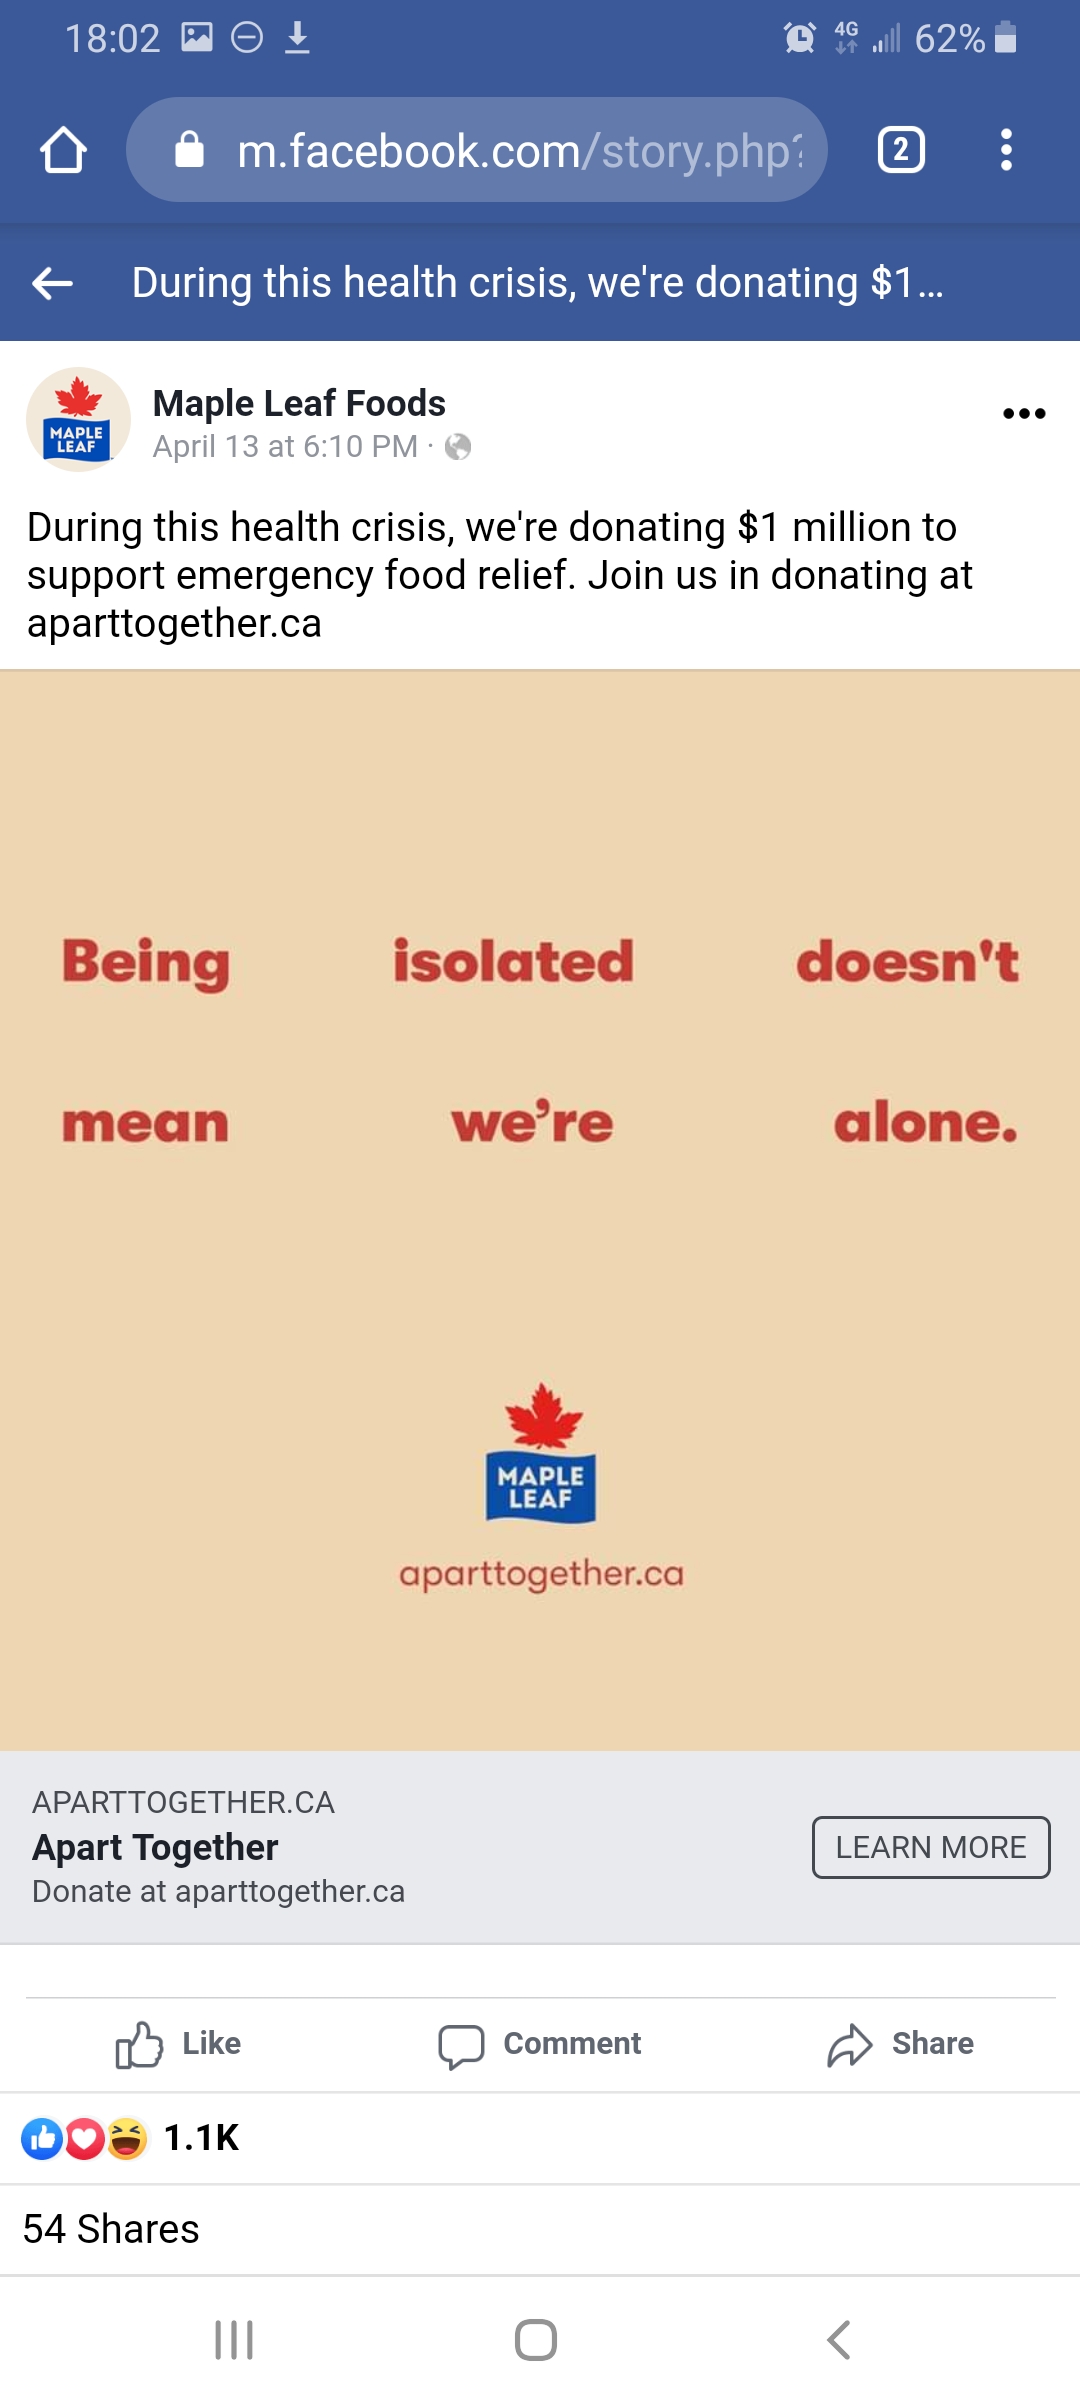 18:02
4G
62%
m.facebook.com/story.php?
2
During this health crisis, we're donating $1...
MAPLE
LEAF
Maple Leaf Foods
April 13 at 6:10 PM ·
During this health crisis, we're donating $1 million to
support emergency food relief. Join us in donating at
aparttogether.ca
Being isolated doesn't
mean we’re alone.
MAPLE
LEAF
aparttogether.ca
APARTTOGETHER.CA
Apart Together
Donate at aparttogether.ca
LEARN MORE
Like Comment Share
1.1K
54 Shares